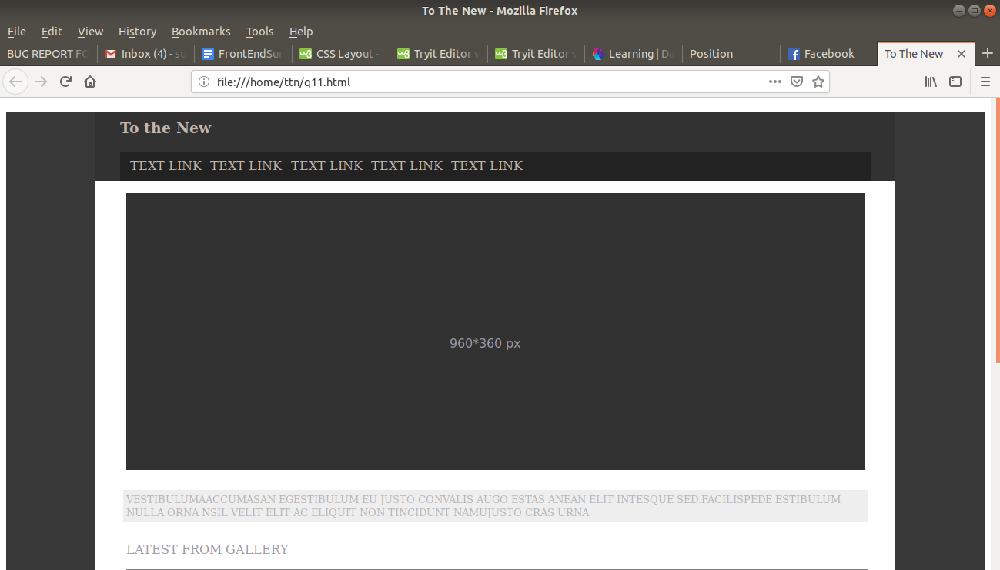 To The New - Mozilla Firefox
File Edit View History Bookmarks Tools Help
BUG REPORT FC Inbox (4) - su FrontEndSur CSS Layout - Tryit Editor v Tryit Editor v Learning | Da Position Facebook To The New
file:///home/ttn/q11.html
To the New
TEXT LINK TEXT LINK TEXT LINK TEXT LINK TEXT LINK
960*360 px
VESTIBULUMAACCUMASAN EGESTIBULUM EU JUSTO CONVALIS AUGO ESTAS ANEAN ELIT INTESQUE SED.FACILISPEDE ESTIBULUM
NULLA ORNA NSIL VELIT ELIT AC ELIQUIT NON TINCIDUNT NAMUJUSTO CRAS URNA
LATEST FROM GALLERY